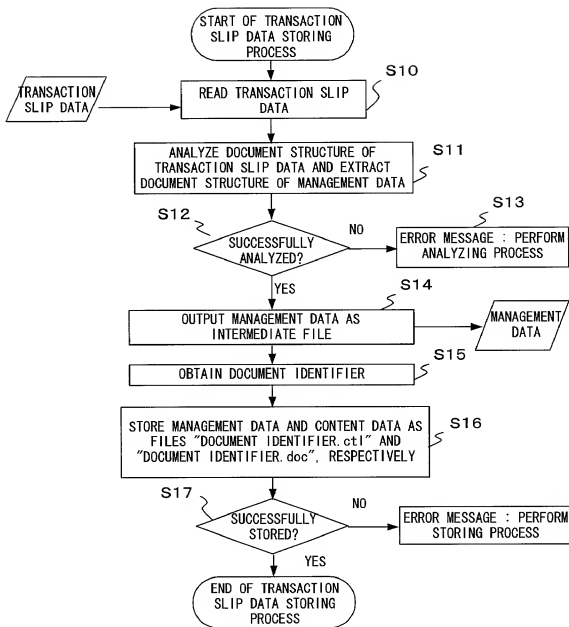 START OF TRANSACTION
SLIP DATA STORING
PROCESS
S10
TRANSACTION
SLIP DATA
READ TRANSACTION SLIP
DATA
S11
ANALYZE DOCUMENT STRUCTURE OF
TRANSACTION SLIP DATA AND EXTRACT
DOCUMENT STRUCTURE OF MANAGEMENT DATA
S12
SUCCESSFULLY
ANALYZED?
NO
S13
ERROR MESSAGE : PERFORM
ANALYZING PROCESS
YES
S14
OUTPUT MANAGEMENT DATA AS
INTERMEDIATE FILE
MANAGEMENT
DATA
S15
OBTAIN DOCUMENT IDENTIFIER
S16
STORE MANAGEMENT DATA AND CONTENT DATA AS
FILES "DOCUMENT IDENTIFIER.ctl" AND
"DOCUMENT IDENTIFIER.doc", RESPECTIVELY
S17
SUCCESSFULLY
STORED?
NO
ERROR MESSAGE : PERFORM
STORING PROCESS
YES
END OF TRANSACTION
SLIP DATA STORING
PROCESS